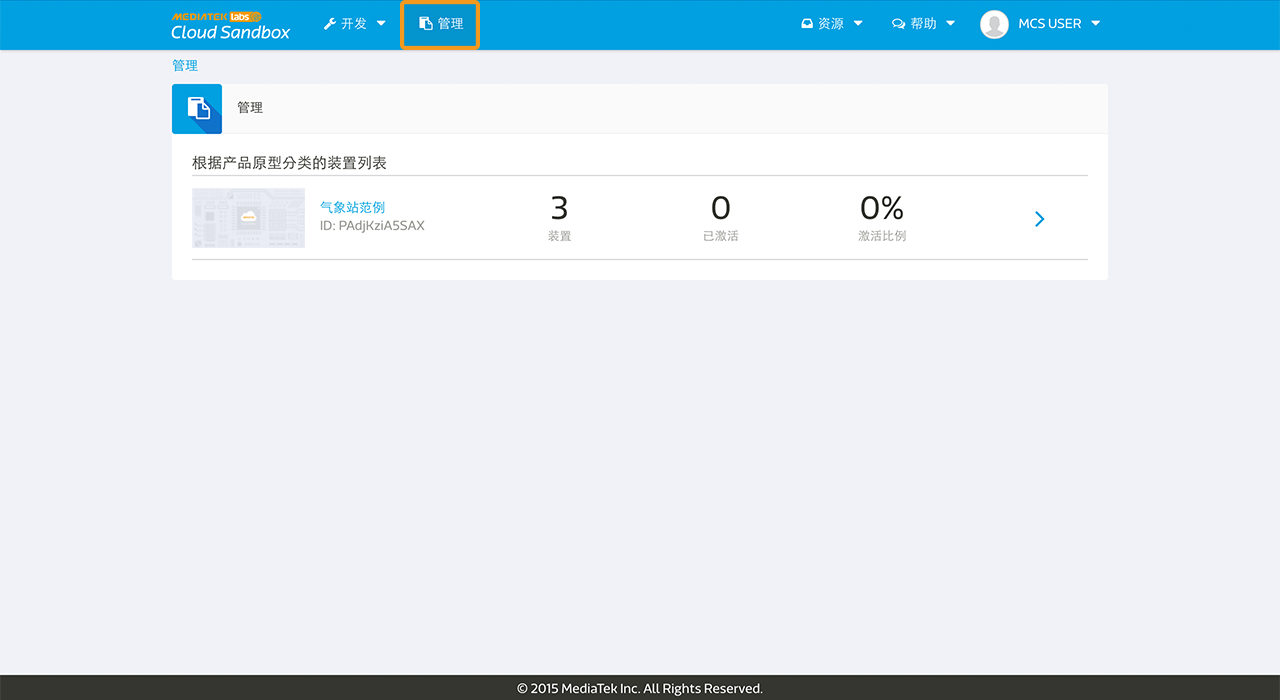 MEDIATEK labs
Cloud Sandbox
开发
管理
资源
帮助
MCS USER
管理
管理
根据产品原型分类的装置列表
气象站范例
ID: PAdjKziA5SAX
3
装置
0
已激活
0%
激活比例
© 2015 MediaTek Inc. All Rights Reserved.